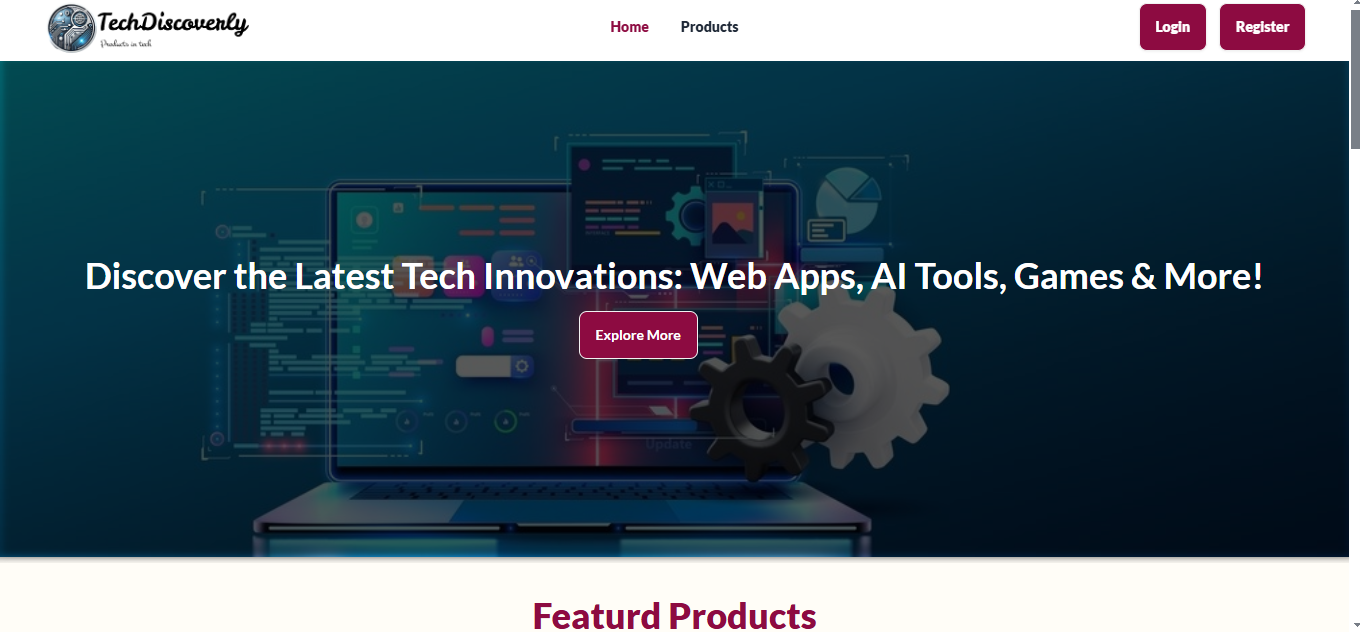 TechDiscoverly
Products in tech
Home
Products
Login
Register
Discover the Latest Tech Innovations: Web Apps, AI Tools, Games & More!
Explore More
Update
Featurd Products